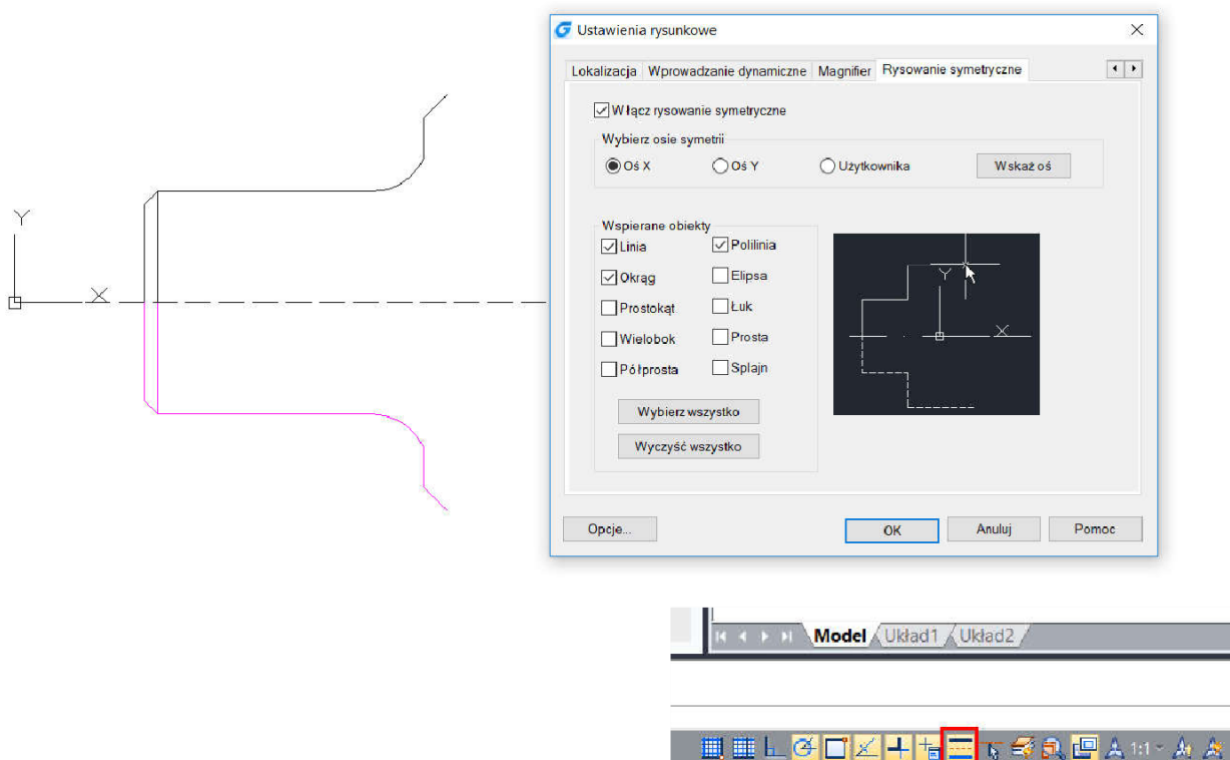 Ustawienia rysunkowe
Lokalizacja Wprowadzanie dynamiczne Magnifier Rysowanie symetryczne
Włącz rysowanie symetryczne
Wybierz osie symetrii
Oś X Oś Y Użytkownika Wskaż oś
Wspierane obiekty
Linia Polilinia
Okrąg Elipsa
Prostokąt Łuk
Wielobok Prosta
Półprosta Splajn
Wybierz wszystko
Wyczyść wszystko
Y
X
Y
X
Opcje... OK Anuluj Pomoc
Model Układ1 Układ2
1:1